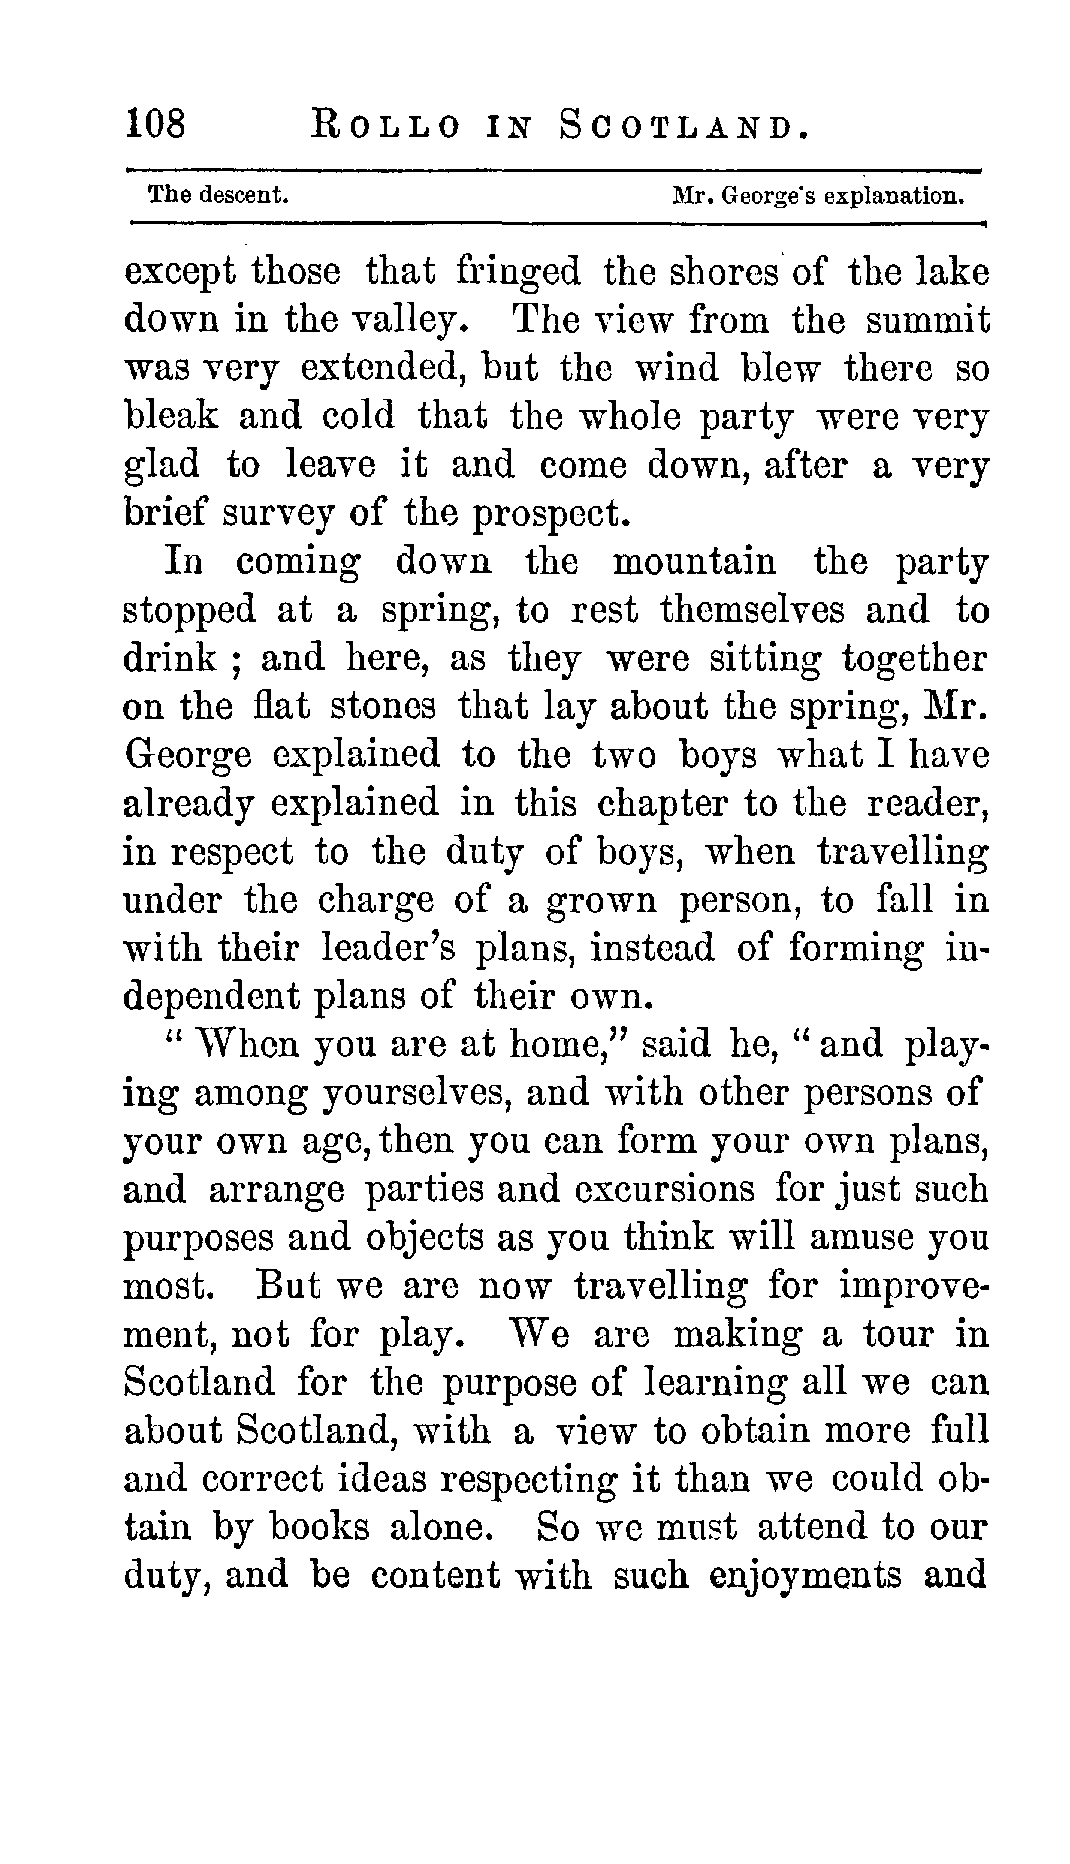 108 ROLLO IN SCOTLAND.
The descent. Mr. George's explanation.
except those that fringed the shores of the lake
down in the valley. The view from the summit
was very extended, but the wind blew there so
bleak and cold that the whole party were very
glad to leave it and come down, after a very
brief survey of the prospect.
In coming down the mountain the party
stopped at a spring, to rest themselves and to
drink ; and here, as they were sitting together
on the flat stones that lay about the spring, Mr.
George explained to the two boys what I have
already explained in this chapter to the reader,
in respect to the duty of boys, when travelling
under the charge of a grown person, to fall in
with their leader's plans, instead of forming in-
dependent plans of their own.
" When you are at home," said he, " and play-
ing among yourselves, and with other persons of
your own age, then you can form your own plans,
and arrange parties and excursions for just such
purposes and objects as you think will amuse you
most. But we are now travelling for improve-
ment, not for play. We are making a tour in
Scotland for the purpose of learning all we can
about Scotland, with a view to obtain more full
and correct ideas respecting it than we could ob-
tain by books alone. So we must attend to our
duty, and be content with such enjoyments and